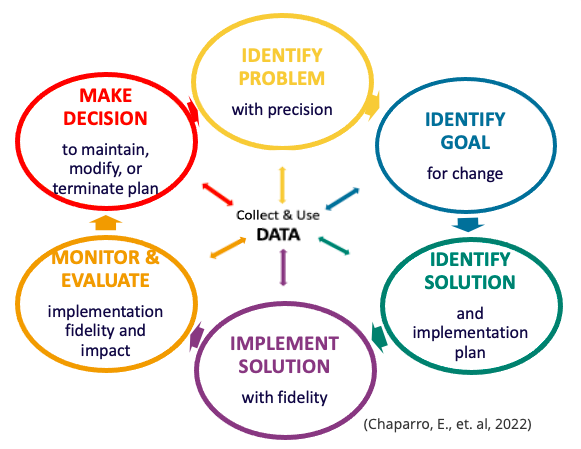 IDENTIFY
PROBLEM
with precision
IDENTIFY
GOAL
for change
IDENTIFY
SOLUTION
and
implementation
plan
IMPLEMENT
SOLUTION
with fidelity
MONITOR &
EVALUATE
implementation
fidelity and
impact
MAKE
DECISION
to maintain,
modify, or
terminate plan
Collect & Use
DATA
(Chaparro, E., et. al, 2022)